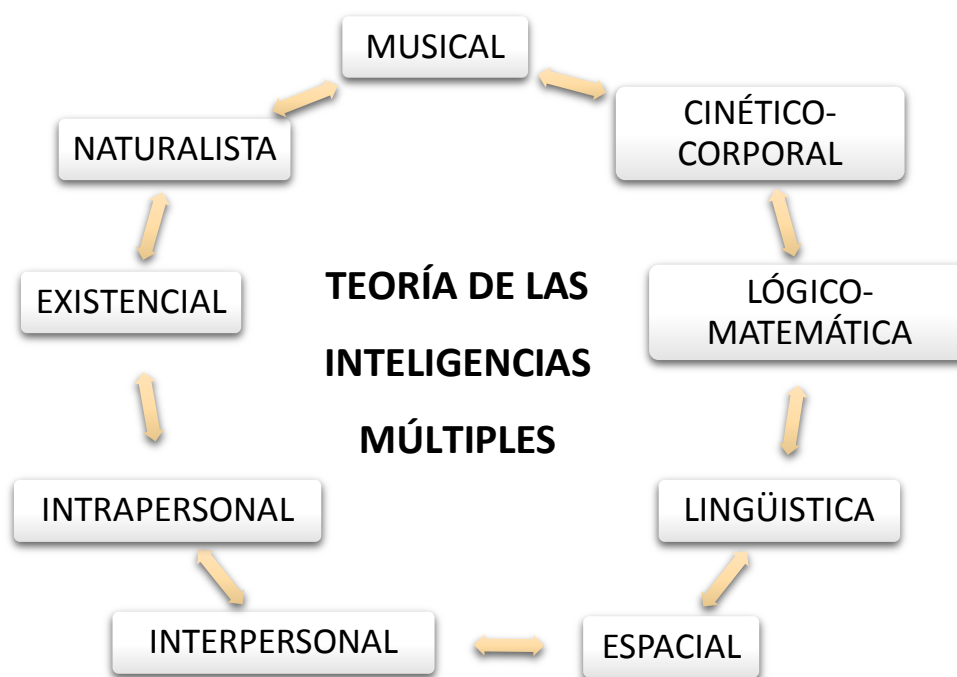 MUSICAL
CINÉTICO-
CORPORAL
NATURALISTA
TEORÍA DE LAS
INTELIGENCIAS
MÚLTIPLES
EXISTENCIAL
LÓGICO-
MATEMÁTICA
INTRAPERSONAL
LINGÜISTICA
INTERPERSONAL
ESPACIAL